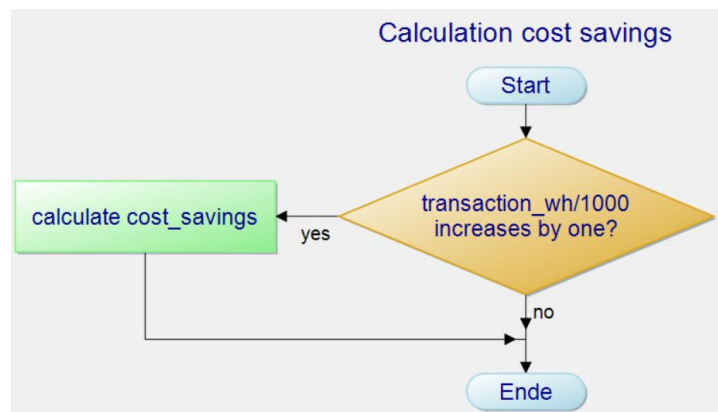 Calculation cost savings
Start
transaction_wh/1000
increases by one?
yes
calculate cost_savings
no
Ende